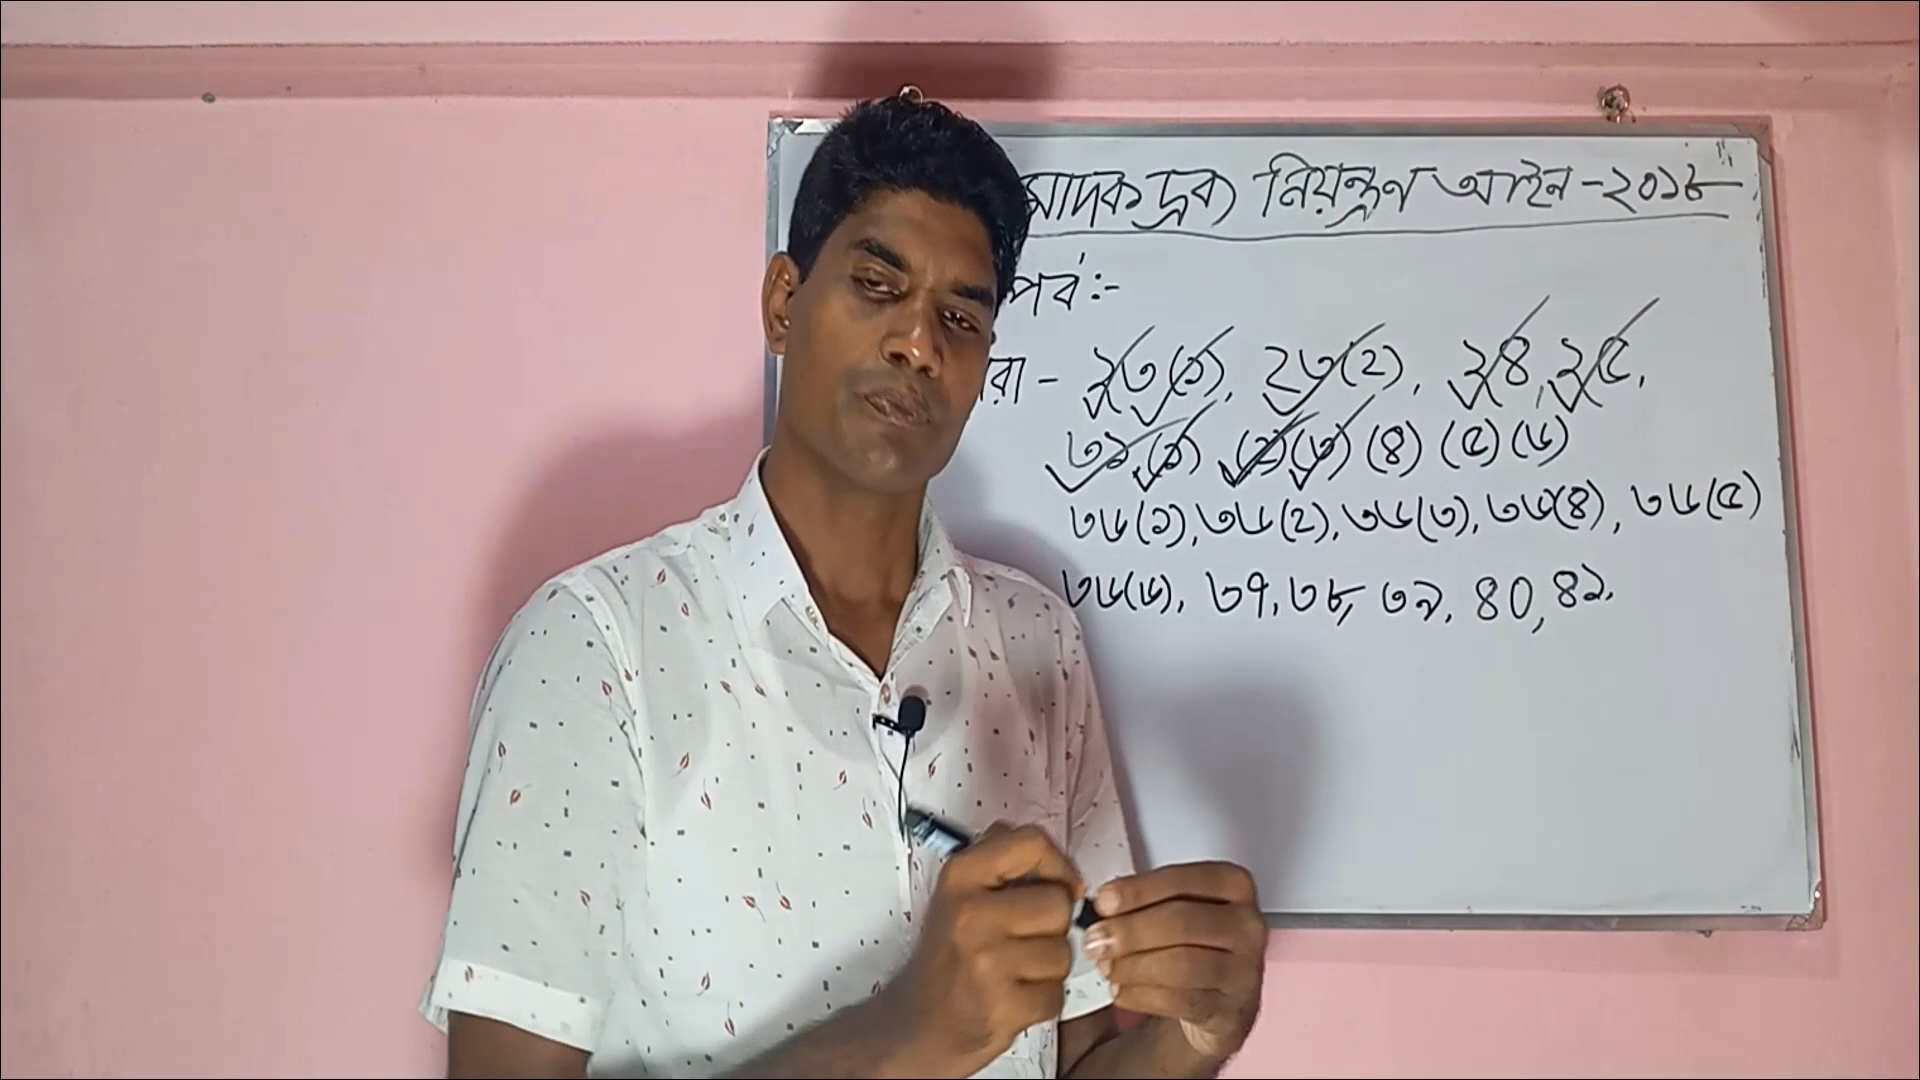 মাদকদ্রব্য নিয়ন্ত্রণ আইন-২০১৮
পর্ব:-
রা - ২৩(১), ২৩(২), ২৪, ২৫,
৩১(১) (২)(৩)(৪)(৫)(৬)
৩৬(১), ৩৬(২), ৩৬(৩), ৩৬(৪), ৩৬(৫)
৩৬(৬), ৩৭, ৩৮, ৩৯, ৪০, ৪১,